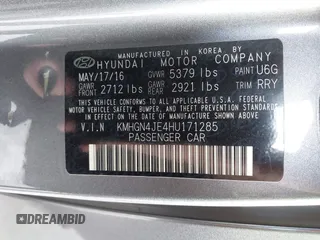 MANUFACTURED IN KOREA BY
HYUNDAI MOTOR COMPANY
MAY/17/16 GVWR 5379 lbs PAINT U6G
GAWR FRONT 2712 lbs GAWR REAR 2921 lbs TRIM RRY
THIS VEHICLE CONFORMS TO ALL APPLICABLE U.S.A. FEDERAL
MOTOR VEHICLE SAFETY, BUMPER, AND THEFT PREVENTION
STANDARDS IN EFFECT ON THE DATE OF MANUFACTURE SHOWN ABOVE.
V.I.N KMHGN4JE4HU171285
PASSENGER CAR
DREAMBID